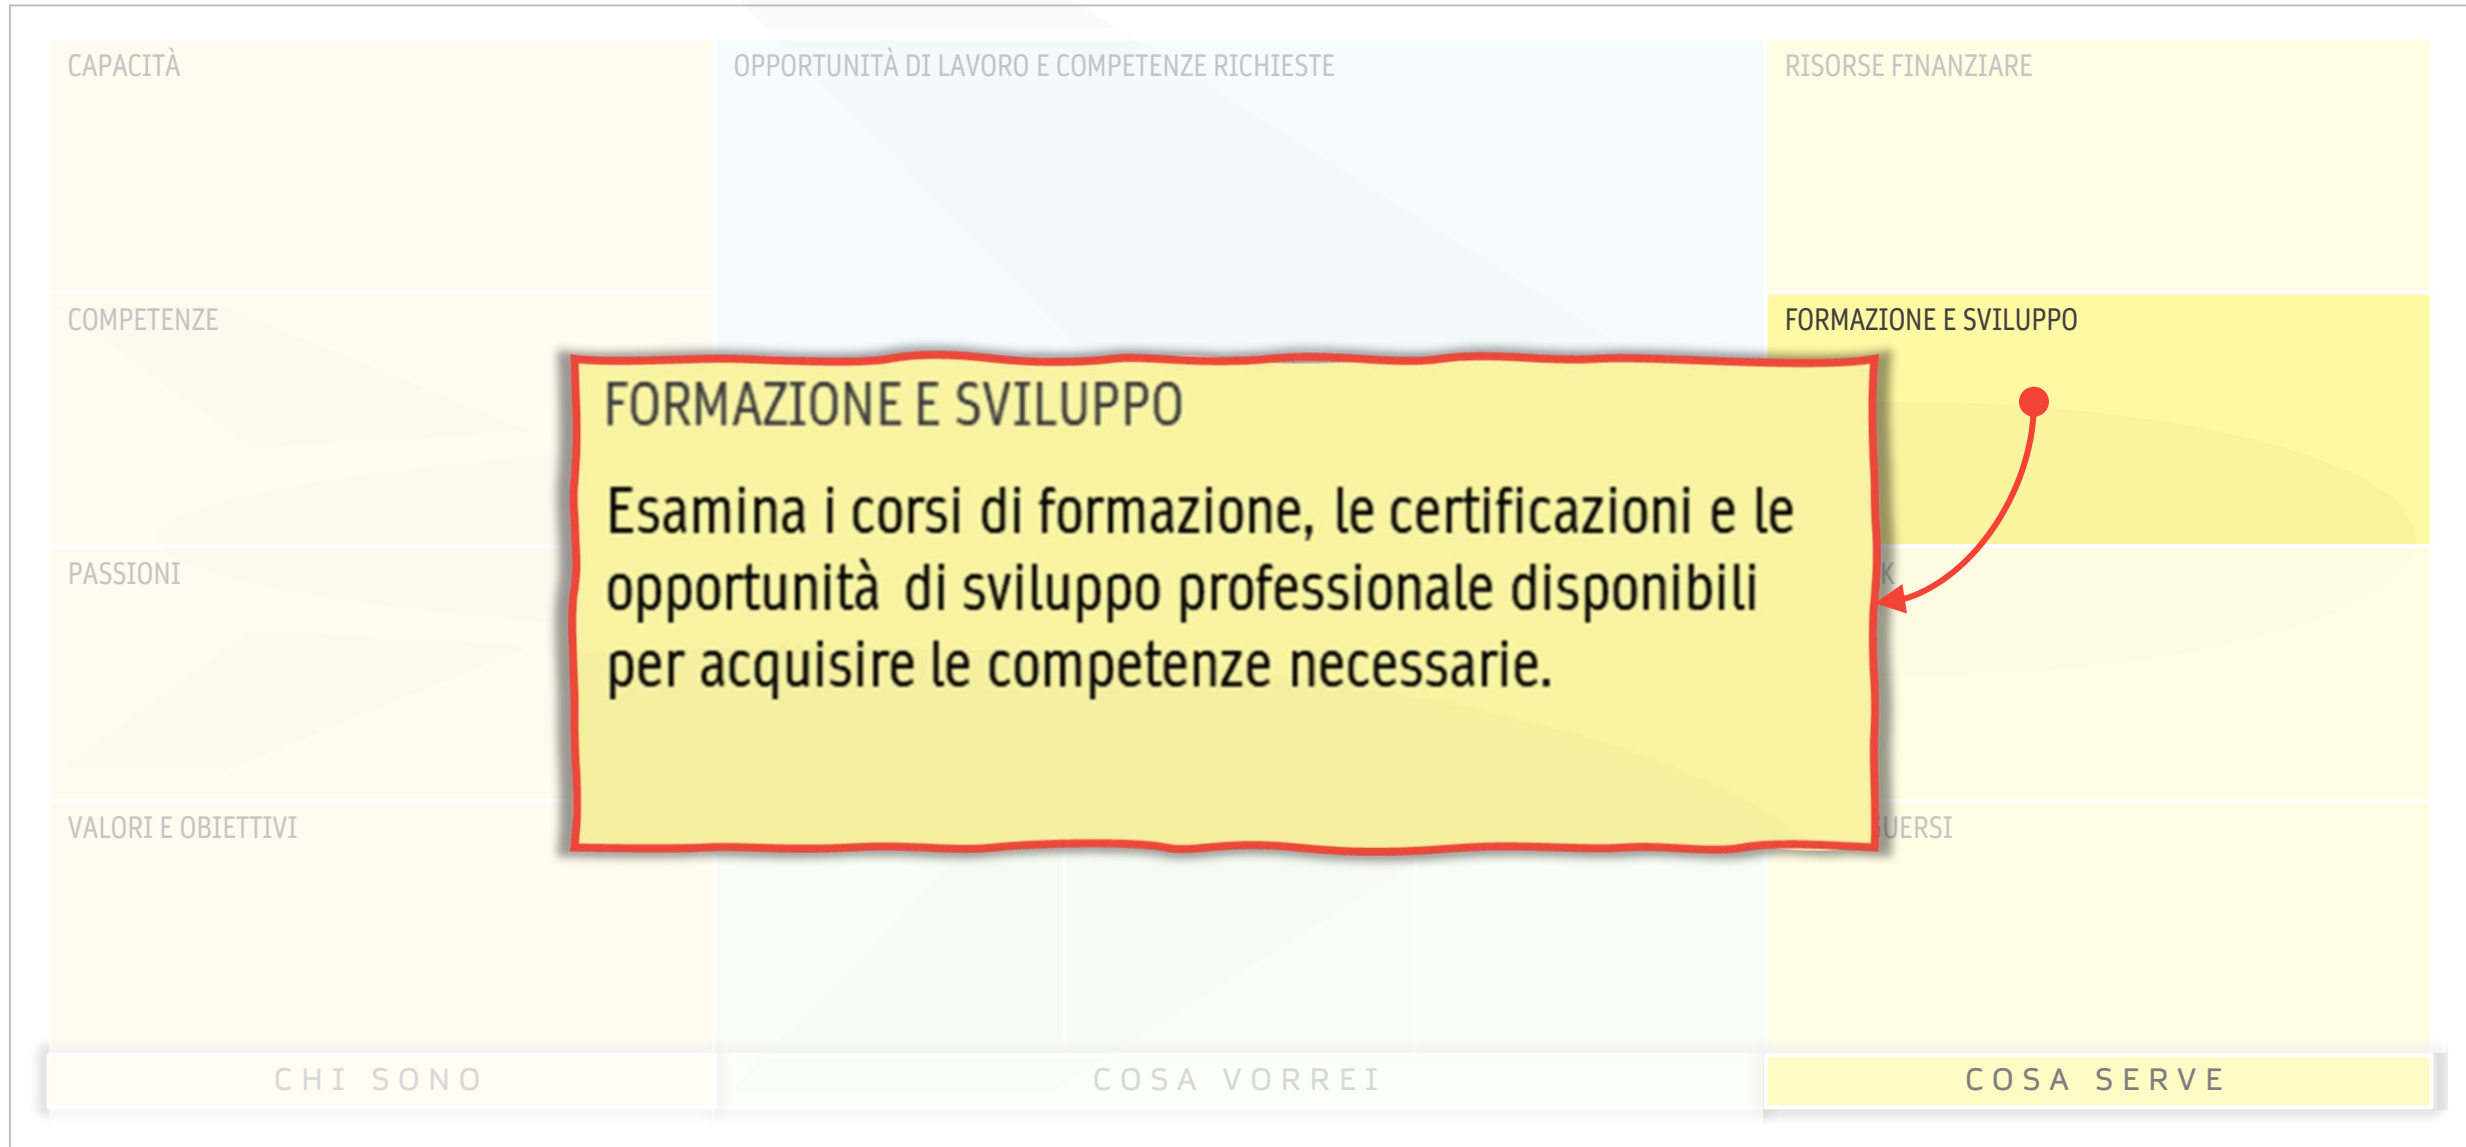 CAPACITÀ
OPPORTUNITÀ DI LAVORO E COMPETENZE RICHIESTE
RISORSE FINANZIARE
COMPETENZE
FORMAZIONE E SVILUPPO
FORMAZIONE E SVILUPPO
Esamina i corsi di formazione, le certificazioni e le
opportunità di sviluppo professionale disponibili
per acquisire le competenze necessarie.
PASSIONI
VALORI E OBIETTIVI
CHI SONO
COSA VORREI
COSA SERVE